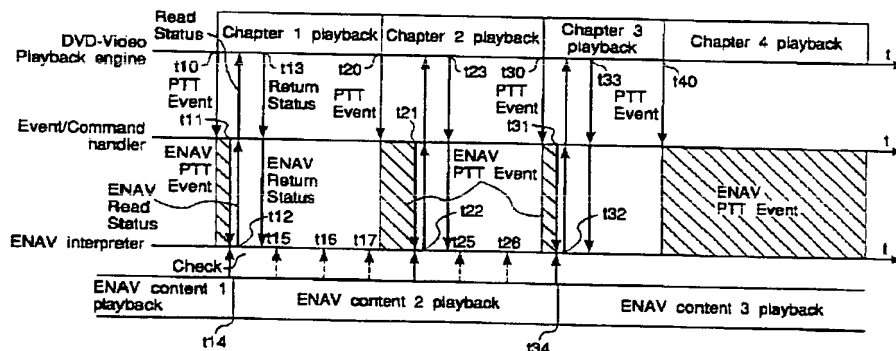 Read
Status
Chapter 1 playback
Chapter 2 playback
Chapter 3
playback
Chapter 4 playback
DVD-Video
Playback engine
t10
t13
t20
t23
t30
t33
t40
t
PTT
Event
Return
Status
PTT
Event
PTT
Event
PTT
Event
t11
t21
t31
Event/Command
handler
t
ENAV
PTT
Event
ENAV
Return
Status
ENAV
PTT Event
ENAV
PTT Event
ENAV
Read
Status
t12
t22
t32
ENAV interpreter
t15
t16
t17
t25
t26
t
Check
ENAV content 1
playback
ENAV content 2 playback
ENAV content 3 playback
t14
t34